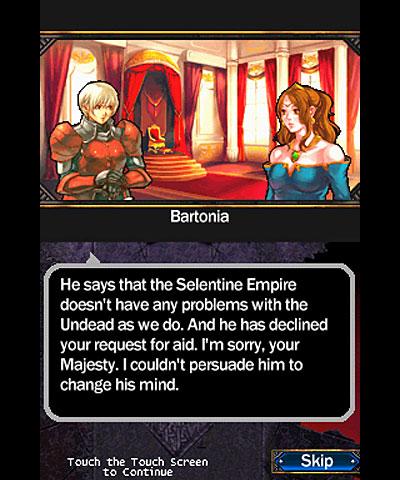 Bartonia
He says that the Selentine Empire
doesn't have any problems with the
Undead as we do. And he has declined
your request for aid. I'm sorry, your
Majesty. I couldn't persuade him to
change his mind.
Touch the Touch Screen
to Continue
Skip